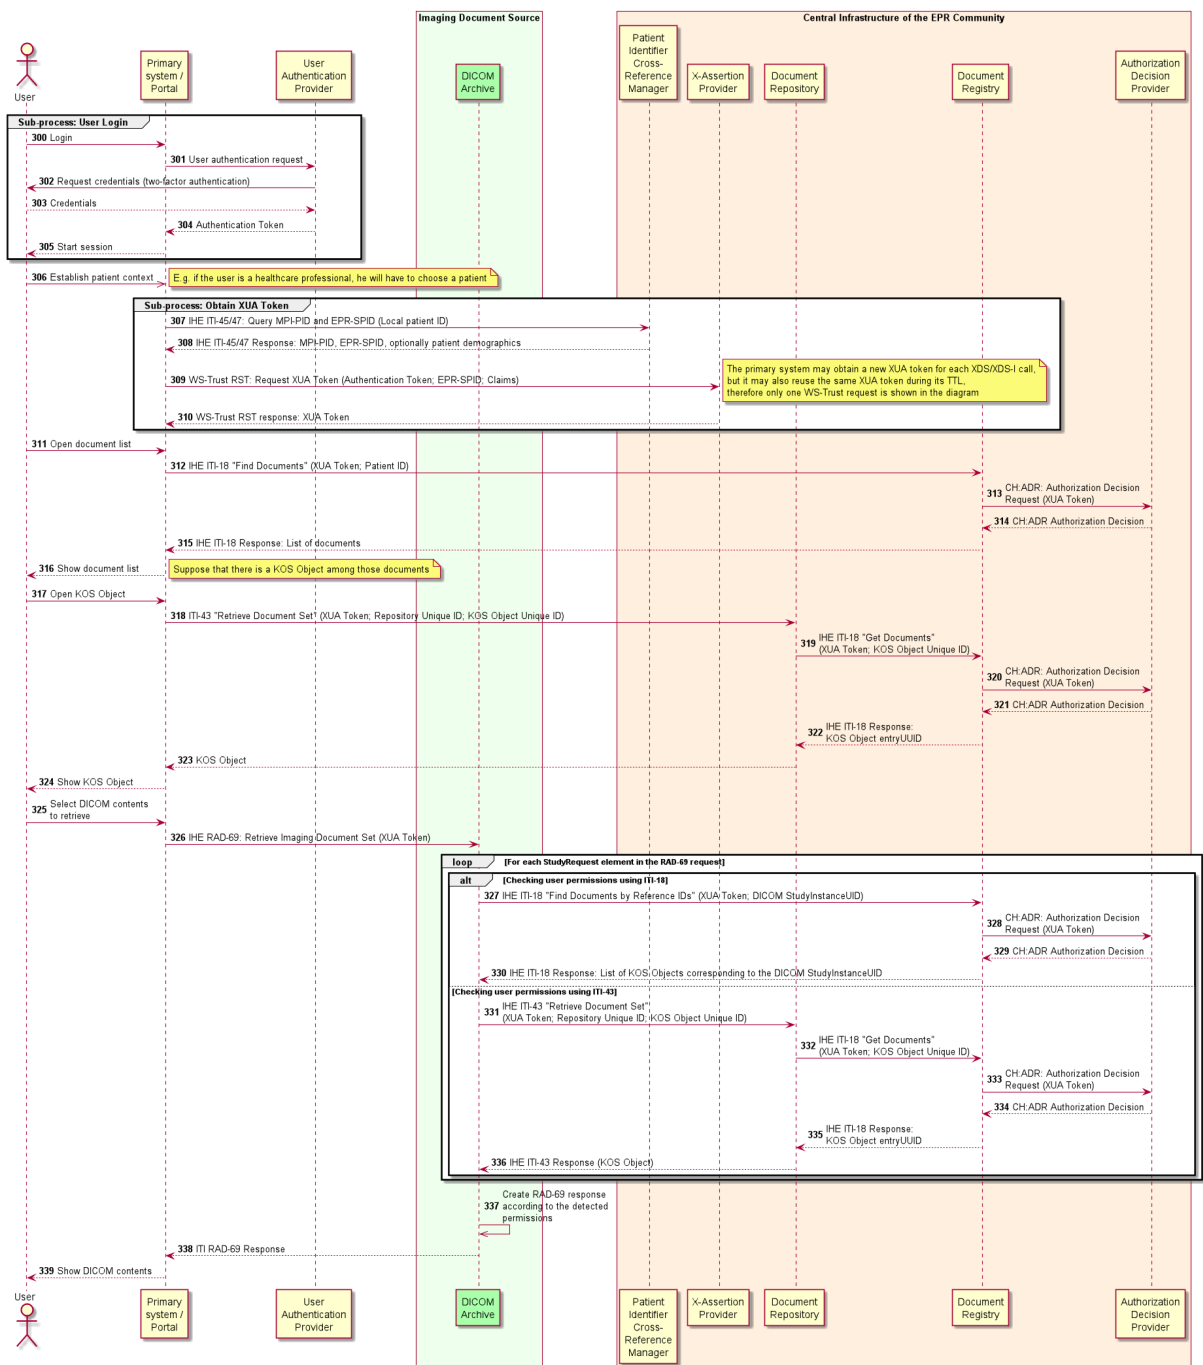 Imaging Document Source
Central Infrastructure of the EPR Community
User
Primary
system /
Portal
User
Authentication
Provider
DICOM
Archive
Patient
Identifier
Cross-
Reference
Manager
X-Assertion
Provider
Document
Repository
Document
Registry
Authorization
Decision
Provider
Sub-process: User Login
300 Login
301 User authentication request
302 Request credentials (two-factor authentication)
303 Credentials
304 Authentication Token
305 Start session
306 Establish patient context
E.g. if the user is a healthcare professional, he will have to choose a patient
Sub-process: Obtain XUA Token
307 IHE ITI-45/47: Query MPI-PID and EPR-SPID (Local patient ID)
308 IHE ITI-45/47 Response: MPI-PID, EPR-SPID, optionally patient demographics
309 WS-Trust RST: Request XUA Token (Authentication Token; EPR-SPID; Claims)
The primary system may obtain a new XUA token for each XDS/XDS-I call,
but it may also reuse the same XUA token during its TTL,
therefore only one WS-Trust request is shown in the diagram
310 WS-Trust RST response: XUA Token
311 Open document list
312 IHE ITI-18 "Find Documents" (XUA Token; Patient ID)
313 CH:ADR: Authorization Decision
Request (XUA Token)
314 CH:ADR Authorization Decision
315 IHE ITI-18 Response: List of documents
316 Show document list
Suppose that there is a KOS Object among those documents
317 Open KOS Object
318 ITI-43 "Retrieve Document Set" (XUA Token; Repository Unique ID; KOS Object Unique ID)
319 IHE ITI-18 "Get Documents"
(XUA Token; KOS Object Unique ID)
320 CH:ADR: Authorization Decision
Request (XUA Token)
321 CH:ADR Authorization Decision
322 IHE ITI-18 Response:
KOS Object entryUUID
323 KOS Object
324 Show KOS Object
325 Select DICOM contents
to retrieve
326 IHE RAD-69: Retrieve Imaging Document Set (XUA Token)
loop [For each StudyRequest element in the RAD-69 request]
alt [Checking user permissions using ITI-18]
327 IHE ITI-18 "Find Documents by Reference IDs" (XUA Token; DICOM StudyInstanceUID)
328 CH:ADR: Authorization Decision
Request (XUA Token)
329 CH:ADR Authorization Decision
330 IHE ITI-18 Response: List of KOS Objects corresponding to the DICOM StudyInstanceUID
[Checking user permissions using ITI-43]
331 IHE ITI-43 "Retrieve Document Set"
(XUA Token; Repository Unique ID; KOS Object Unique ID)
332 IHE ITI-18 "Get Documents"
(XUA Token; KOS Object Unique ID)
333 CH:ADR: Authorization Decision
Request (XUA Token)
334 CH:ADR Authorization Decision
335 IHE ITI-18 Response:
KOS Object entryUUID
336 IHE ITI-43 Response (KOS Object)
337 Create RAD-69 response
according to the detected
permissions
338 ITI RAD-69 Response
339 Show DICOM contents
User
Primary
system /
Portal
User
Authentication
Provider
DICOM
Archive
Patient
Identifier
Cross-
Reference
Manager
X-Assertion
Provider
Document
Repository
Document
Registry
Authorization
Decision
Provider